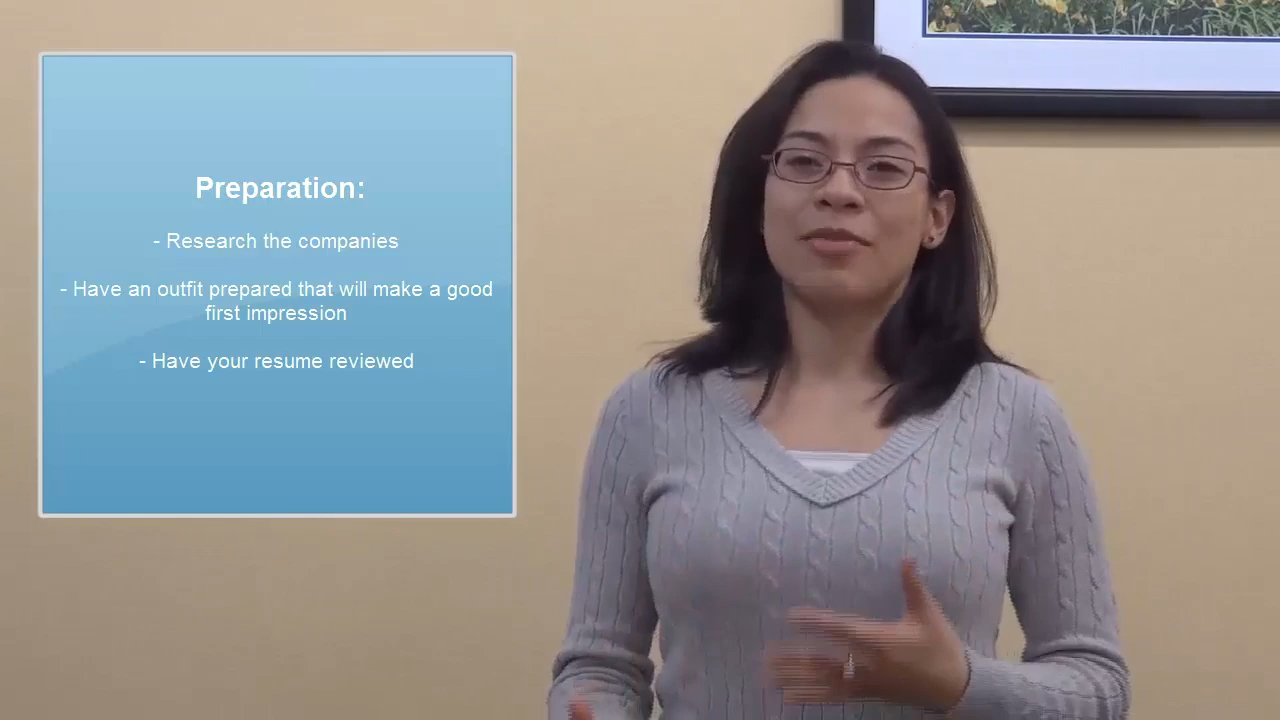 Preparation:
- Research the companies
- Have an outfit prepared that will make a good
first impression
- Have your resume reviewed